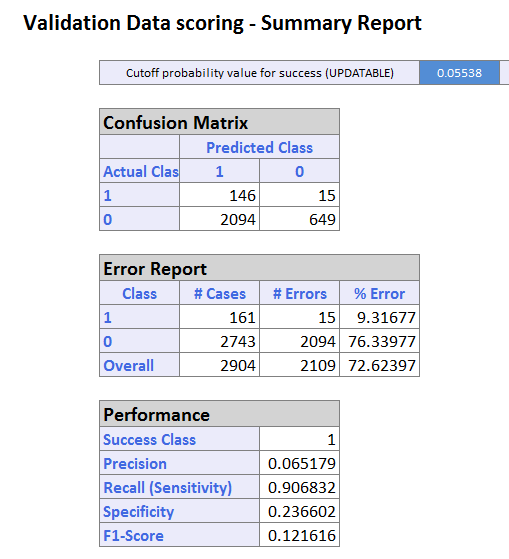 Validation Data scoring - Summary Report
Cutoff probability value for success (UPDATABLE) 0.05538
Confusion Matrix
Predicted Class
Actual Clas 1 0
1 146 15
0 2094 649
Error Report
Class # Cases # Errors % Error
1 161 15 9.31677
0 2743 2094 76.33977
Overall 2904 2109 72.62397
Performance
Success Class 1
Precision 0.065179
Recall (Sensitivity) 0.906832
Specificity 0.236602
F1-Score 0.121616